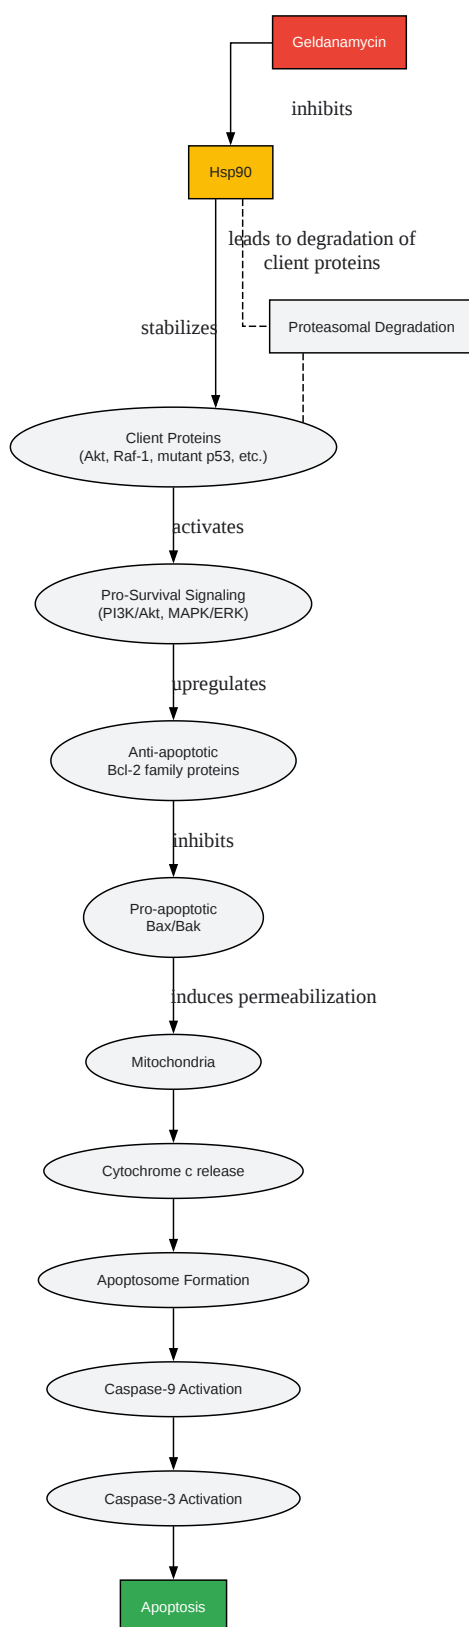 Geldanamycin
inhibits
Hsp90
leads to degradation of
client proteins
stabilizes
Proteasomal Degradation
Client Proteins
(Akt, Raf-1, mutant p53, etc.)
activates
Pro-Survival Signaling
(PI3K/Akt, MAPK/ERK)
upregulates
Anti-apoptotic
Bcl-2 family proteins
inhibits
Pro-apoptotic
Bax/Bak
induces permeabilization
Mitochondria
Cytochrome c release
Apoptosome Formation
Caspase-9 Activation
Caspase-3 Activation
Apoptosis